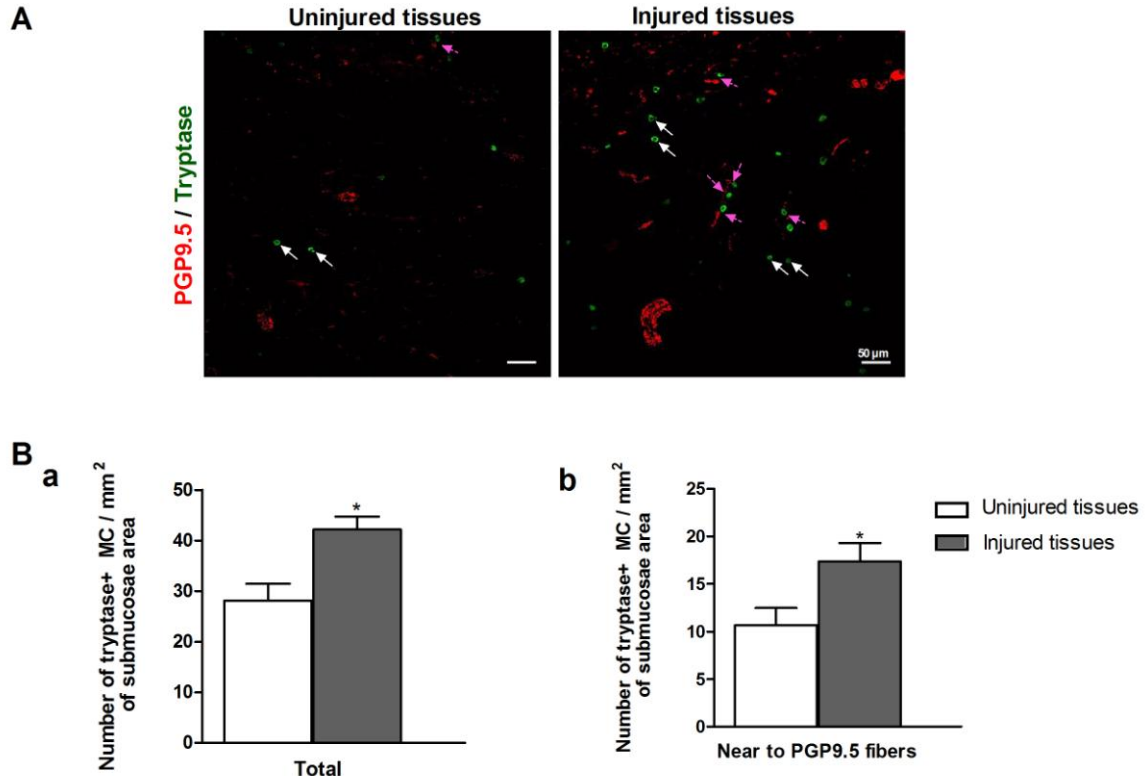 A
Uninjured tissues
Injured tissues
PGP9.5 / Tryptase
50 µm
B
a
Number of tryptase+ MC / mm²
of submucosae area
50
40
30
20
10
0
*
Total
b
Number of tryptase+ MC / mm²
of submucosae area
25
20
15
10
5
0
*
Near to PGP9.5 fibers
Uninjured tissues
Injured tissues